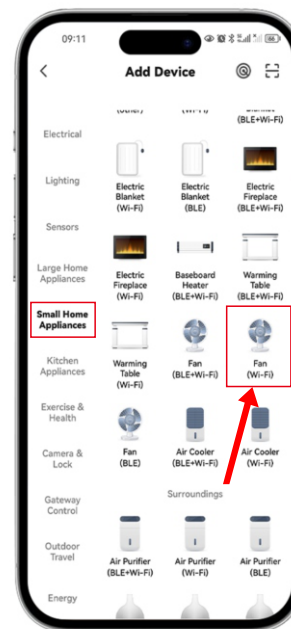 09:11
Add Device
(Other)
(Wi-Fi)
Blanket
(BLE+Wi-Fi)
Electrical
Lighting
Sensors
Large Home
Appliances
Small Home
Appliances
Kitchen
Appliances
Exercise &
Health
Camera &
Lock
Gateway
Control
Outdoor
Travel
Energy
Electric
Blanket
(Wi-Fi)
Electric
Blanket
(BLE)
Electric
Fireplace
(BLE+Wi-Fi)
Electric
Fireplace
(Wi-Fi)
Baseboard
Heater
(BLE+Wi-Fi)
Warming
Table
(BLE+Wi-Fi)
Warming
Table
(Wi-Fi)
Fan
(BLE+Wi-Fi)
Fan
(Wi-Fi)
Fan
(BLE)
Air Cooler
(BLE+Wi-Fi)
Air Cooler
(Wi-Fi)
Surroundings
Air Purifier
(BLE+Wi-Fi)
Air Purifier
(Wi-Fi)
Air Purifier
(BLE)